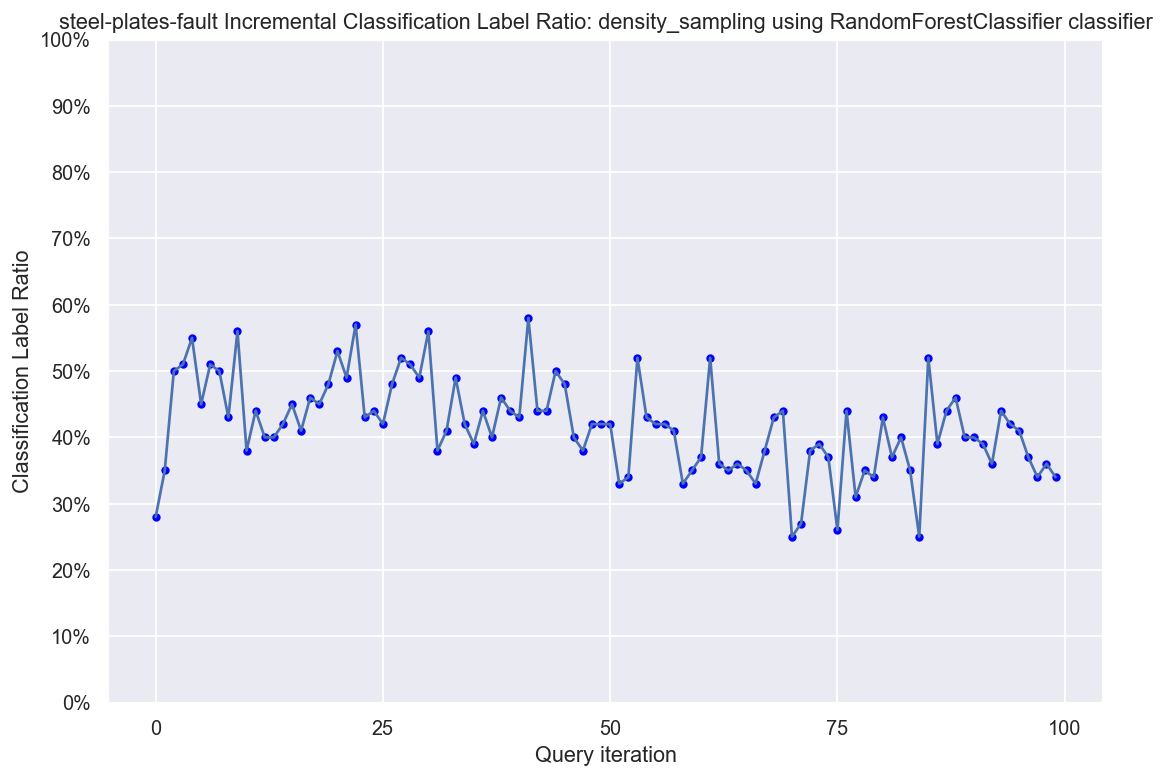 steel-plates-fault Incremental Classification Label Ratio: density_sampling using RandomForestClassifier classifier
100%
90%
80%
70%
60%
50%
40%
30%
20%
10%
0%
Classification Label Ratio
0 25 50 75 100
Query iteration